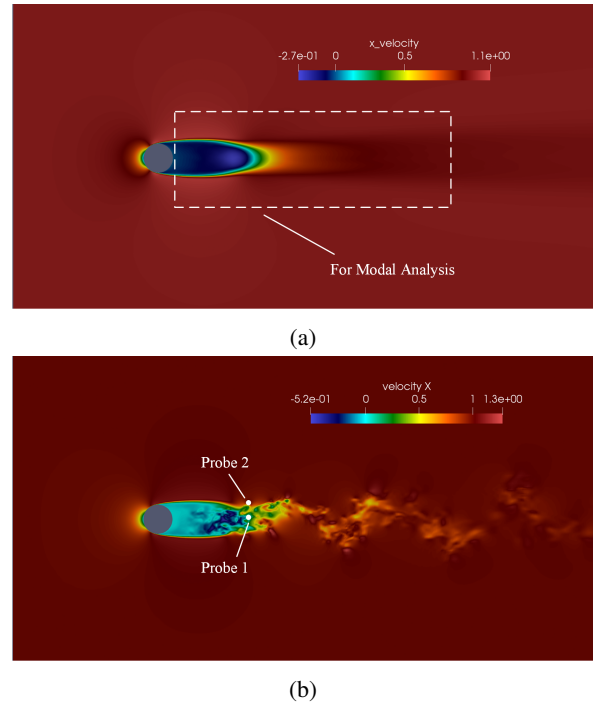 x_velocity
-2.7e-01 0 0.5 1.1e+00
For Modal Analysis
(a)
velocity X
-5.2e-01 0 0.5 1 1.3e+00
Probe 2
Probe 1
(b)